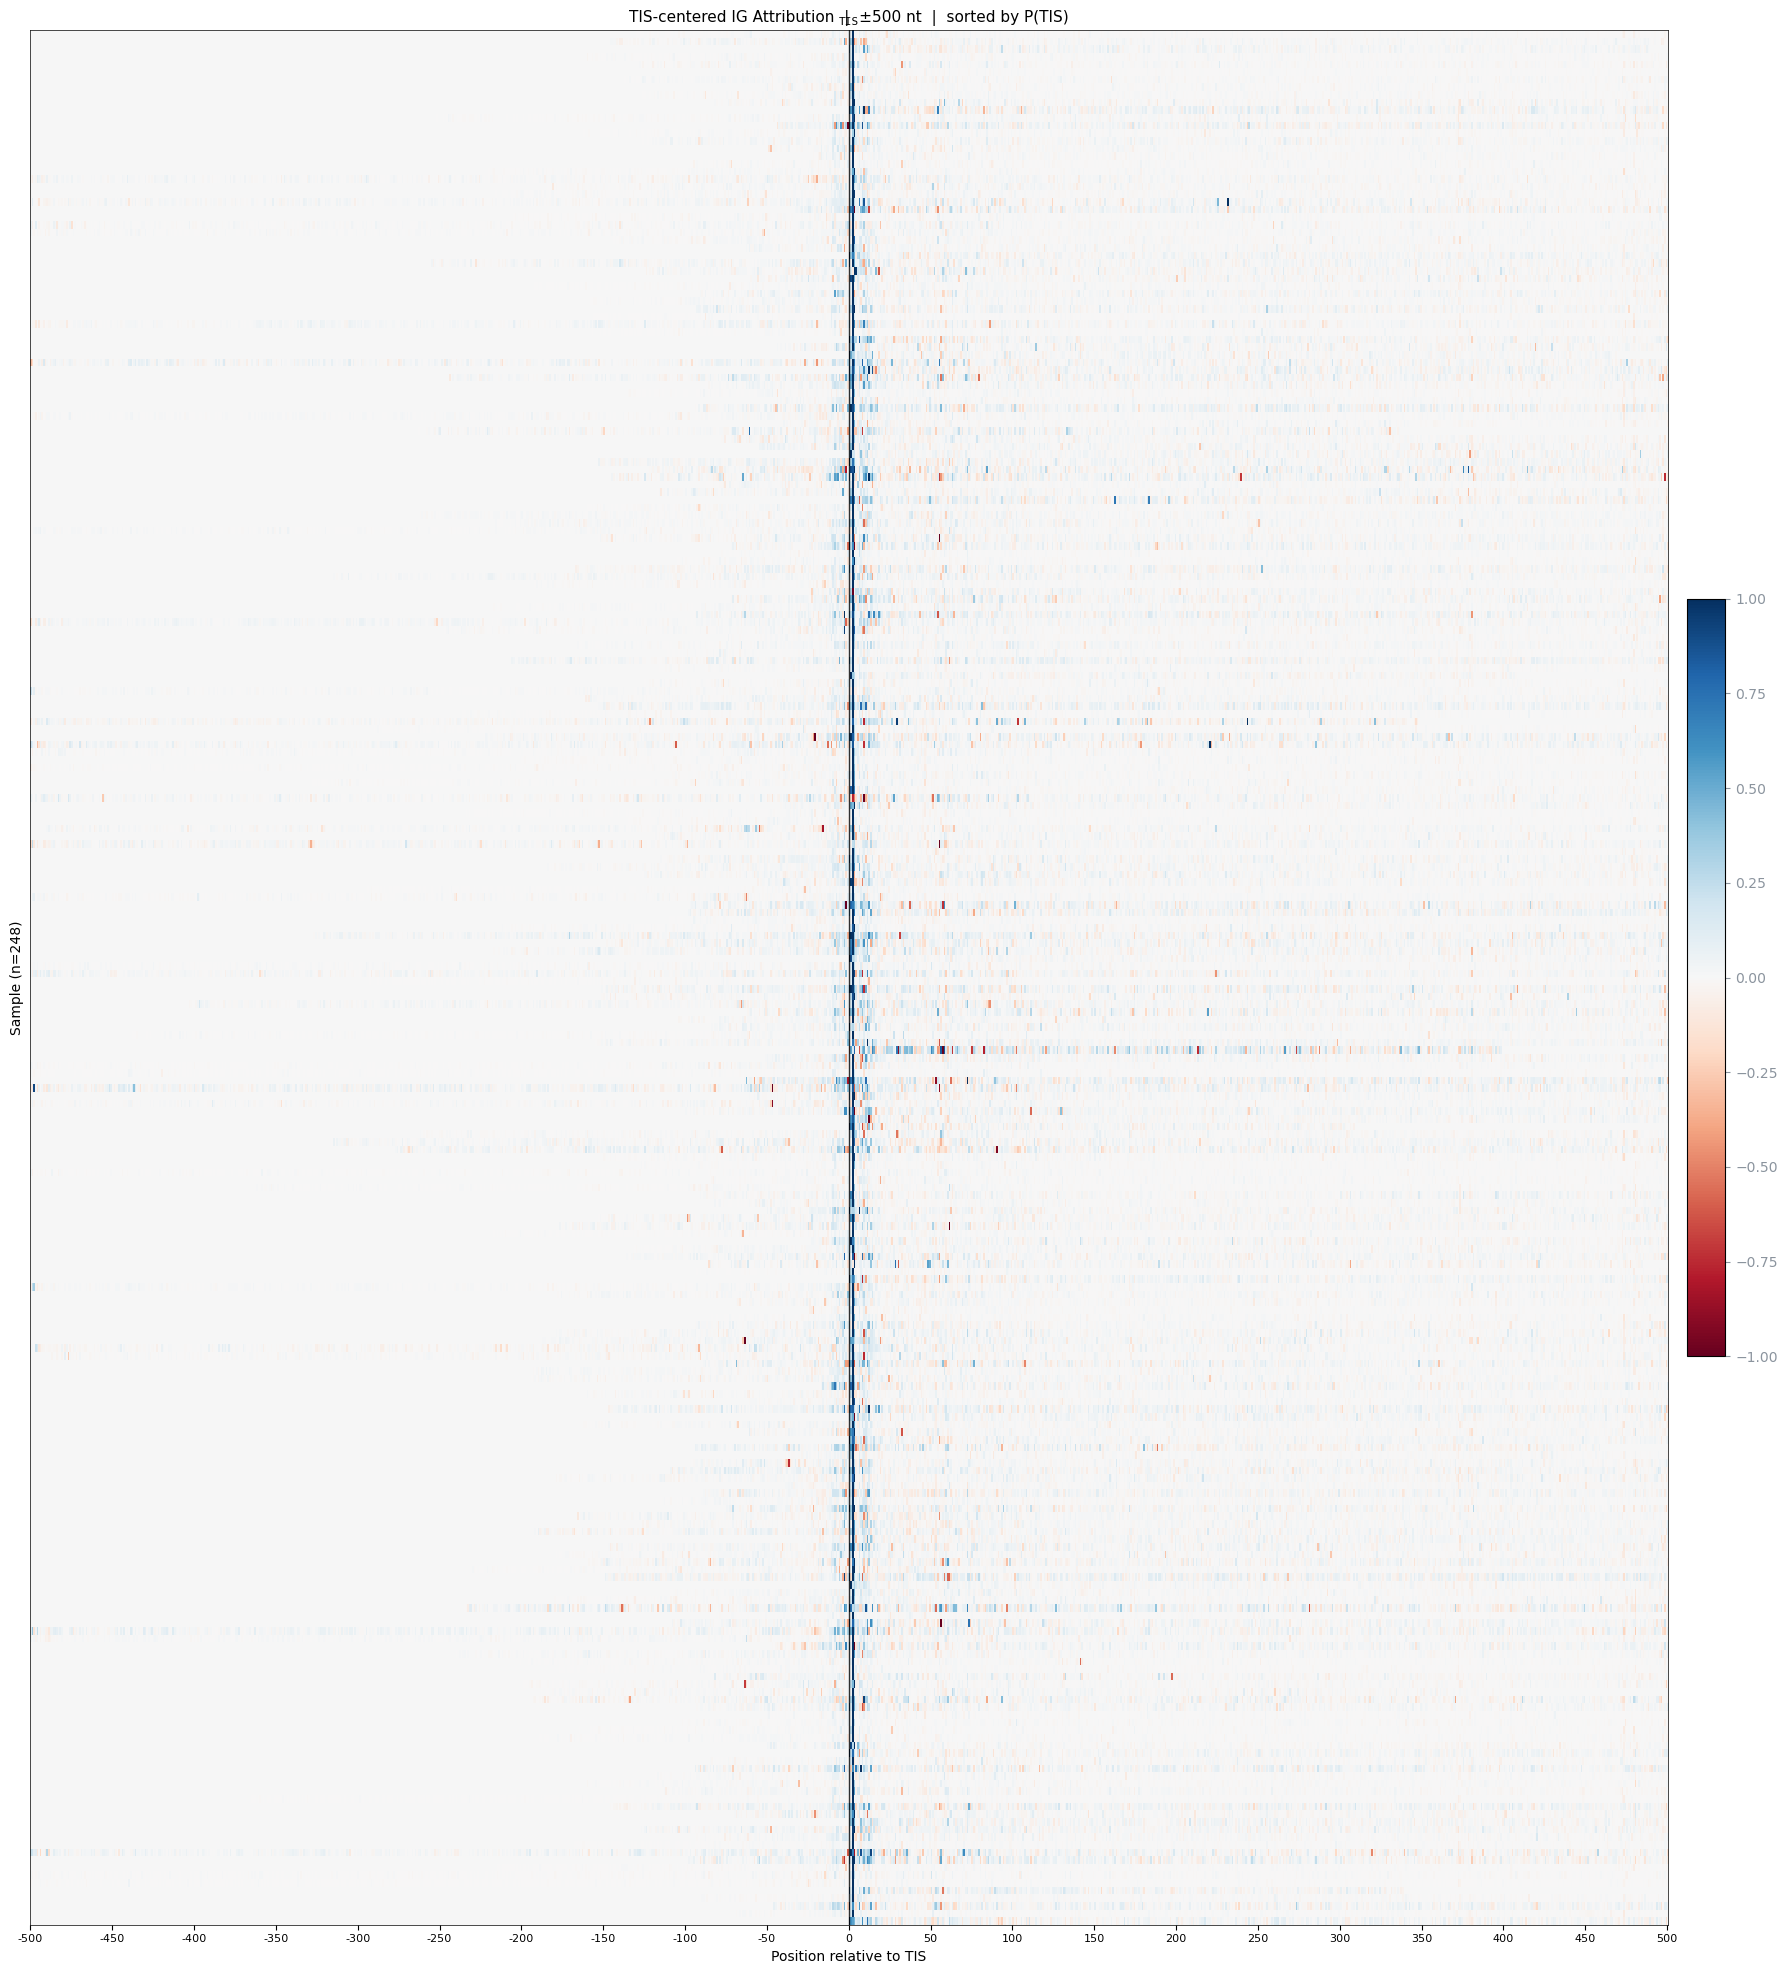 TIS-centered IG Attribution | ±500 nt | sorted by P(TIS)
TIS
Sample (n=248)
1.00
0.75
0.50
0.25
0.00
−0.25
−0.50
−0.75
−1.00
-500 -450 -400 -350 -300 -250 -200 -150 -100 -50 0 50 100 150 200 250 300 350 400 450 500
Position relative to TIS